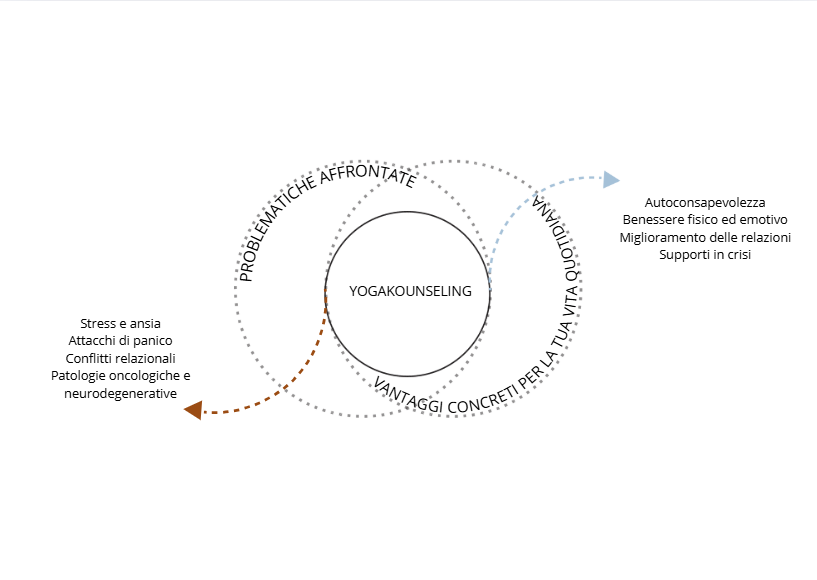 PROBLEMATICHE AFFRONTATE
VANTAGGI CONCRETI PER LA TUA VITA QUOTIDIANA
YOGAKOUNSELING
Autoconsapevolezza
Benessere fisico ed emotivo
Miglioramento delle relazioni
Supporti in crisi
Stress e ansia
Attacchi di panico
Conflitti relazionali
Patologie oncologiche e
neurodegenerative